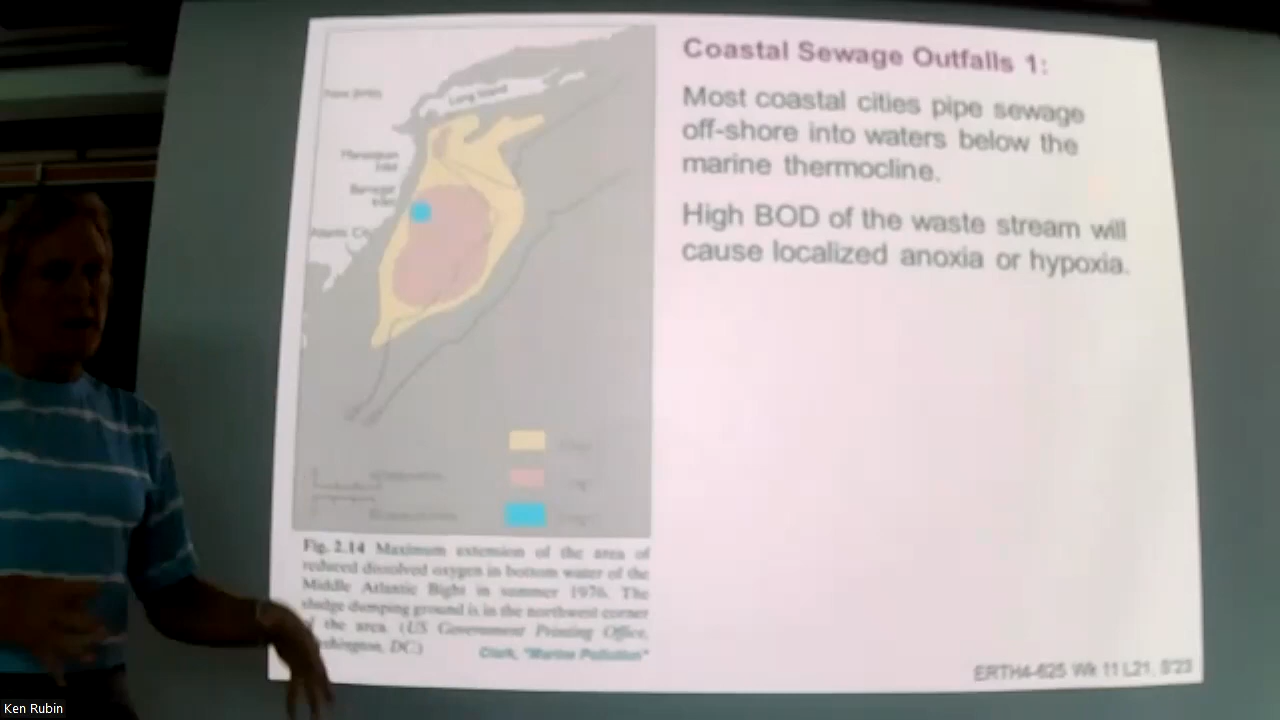 Coastal Sewage Outfalls 1:
Most coastal cities pipe sewage
off-shore into waters below the
marine thermocline.
High BOD of the waste stream will
cause localized anoxia or hypoxia.
Long Island
Fig. 2.14 Maximum extension of the area of
reduced dissolved oxygen in bottom water of the
Middle Atlantic Bight in summer 1976. The
sludge dumping ground is in the northwest corner
the area. (US Government Printing Office,
DC)
Clark, "Marine Pollution"
ERTH4-625 Wk 11 L21, S'23
Ken Rubin